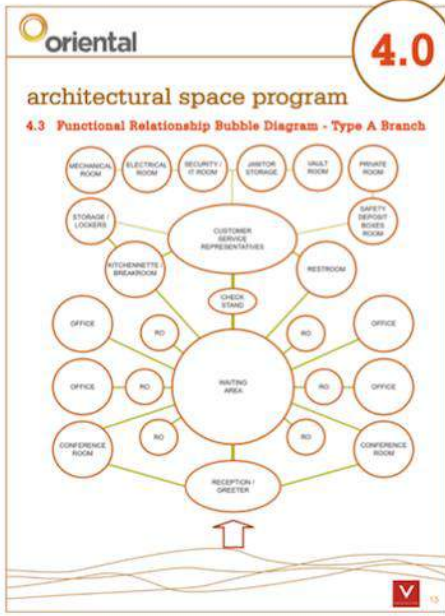 oriental
4.0
architectural space program
4.3 Functional Relationship Bubble Diagram - Type A Branch
MECHANICAL
ROOM
ELECTRICAL
ROOM
SECURITY /
IT ROOM
JANITOR
STORAGE
VAULT
ROOM
PRIVATE
ROOM
STORAGE /
LOCKERS
CUSTOMER
SERVICE
REPRESENTATIVES
SAFETY
DEPOSIT
BOXES
ROOM
KITCHENNETTE /
BREAKROOM
RESTROOM
CHECK
STAND
OFFICE
RO
RO
OFFICE
OFFICE
RO
WAITING
AREA
RO
OFFICE
CONFERENCE
ROOM
RO
RO
CONFERENCE
ROOM
RECEPTION /
GREETER
V
13